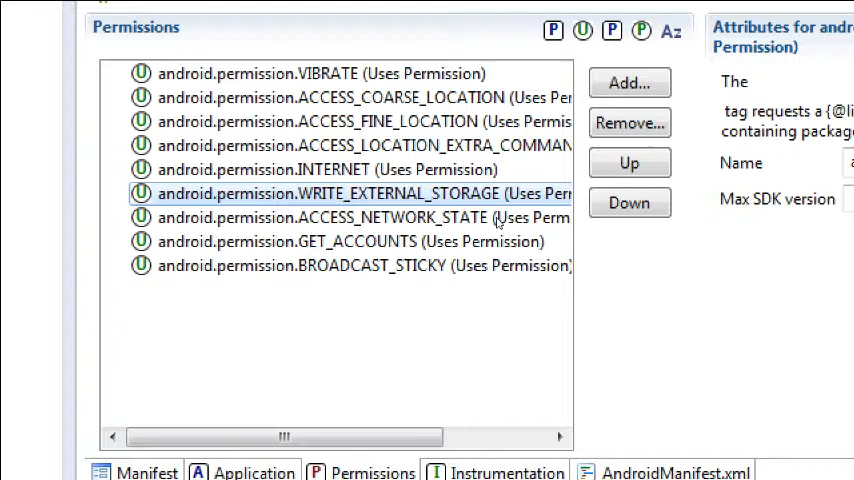 Permissions
P U P P Az
Attributes for andr
Permission)
android.permission.VIBRATE (Uses Permission)
android.permission.ACCESS_COARSE_LOCATION (Uses Per
android.permission.ACCESS_FINE_LOCATION (Uses Permis
android.permission.ACCESS_LOCATION_EXTRA_COMMAN
android.permission.INTERNET (Uses Permission)
android.permission.WRITE_EXTERNAL_STORAGE (Uses Perr
android.permission.ACCESS_NETWORK_STATE (Uses Perm
android.permission.GET_ACCOUNTS (Uses Permission)
android.permission.BROADCAST_STICKY (Uses Permission)
Add...
Remove...
Up
Down
The
tag requests a {@li
containing package
Name
Max SDK version
Manifest A Application P Permissions I Instrumentation AndroidManifest.xml